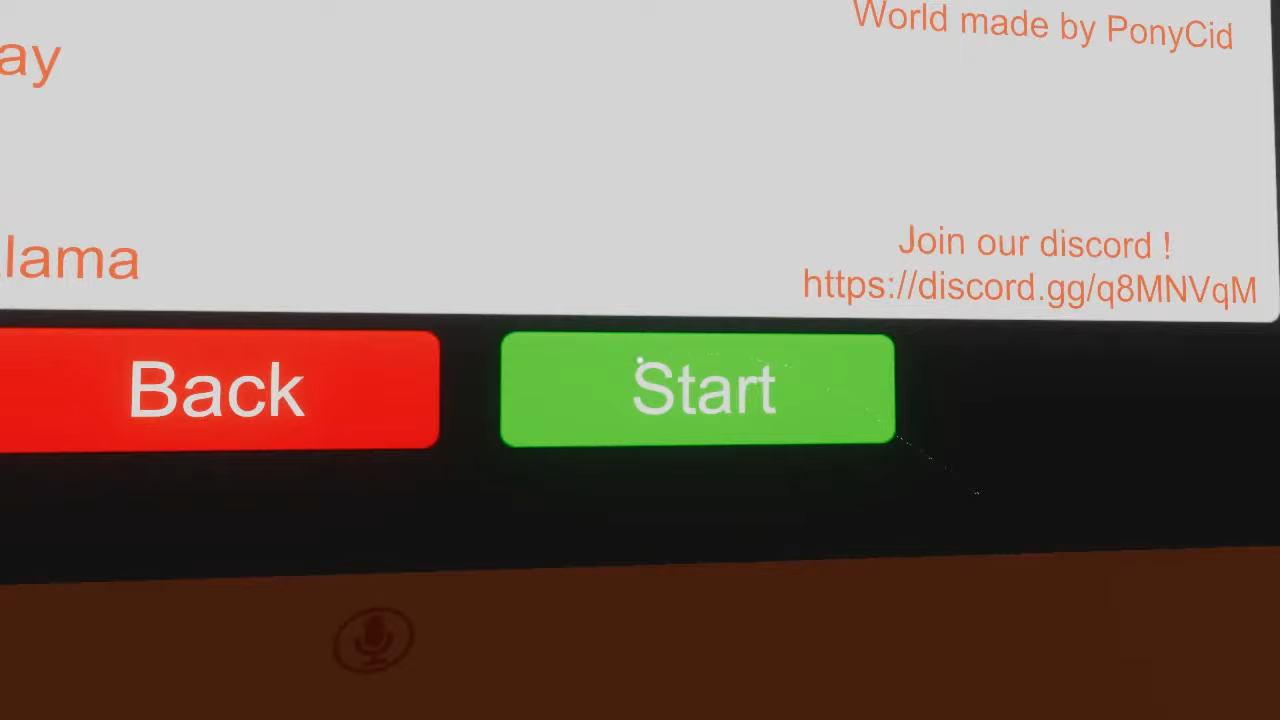 World made by PonyCid
ay
lama
Join our discord !
https://discord.gg/q8MNVqM
Back
Start